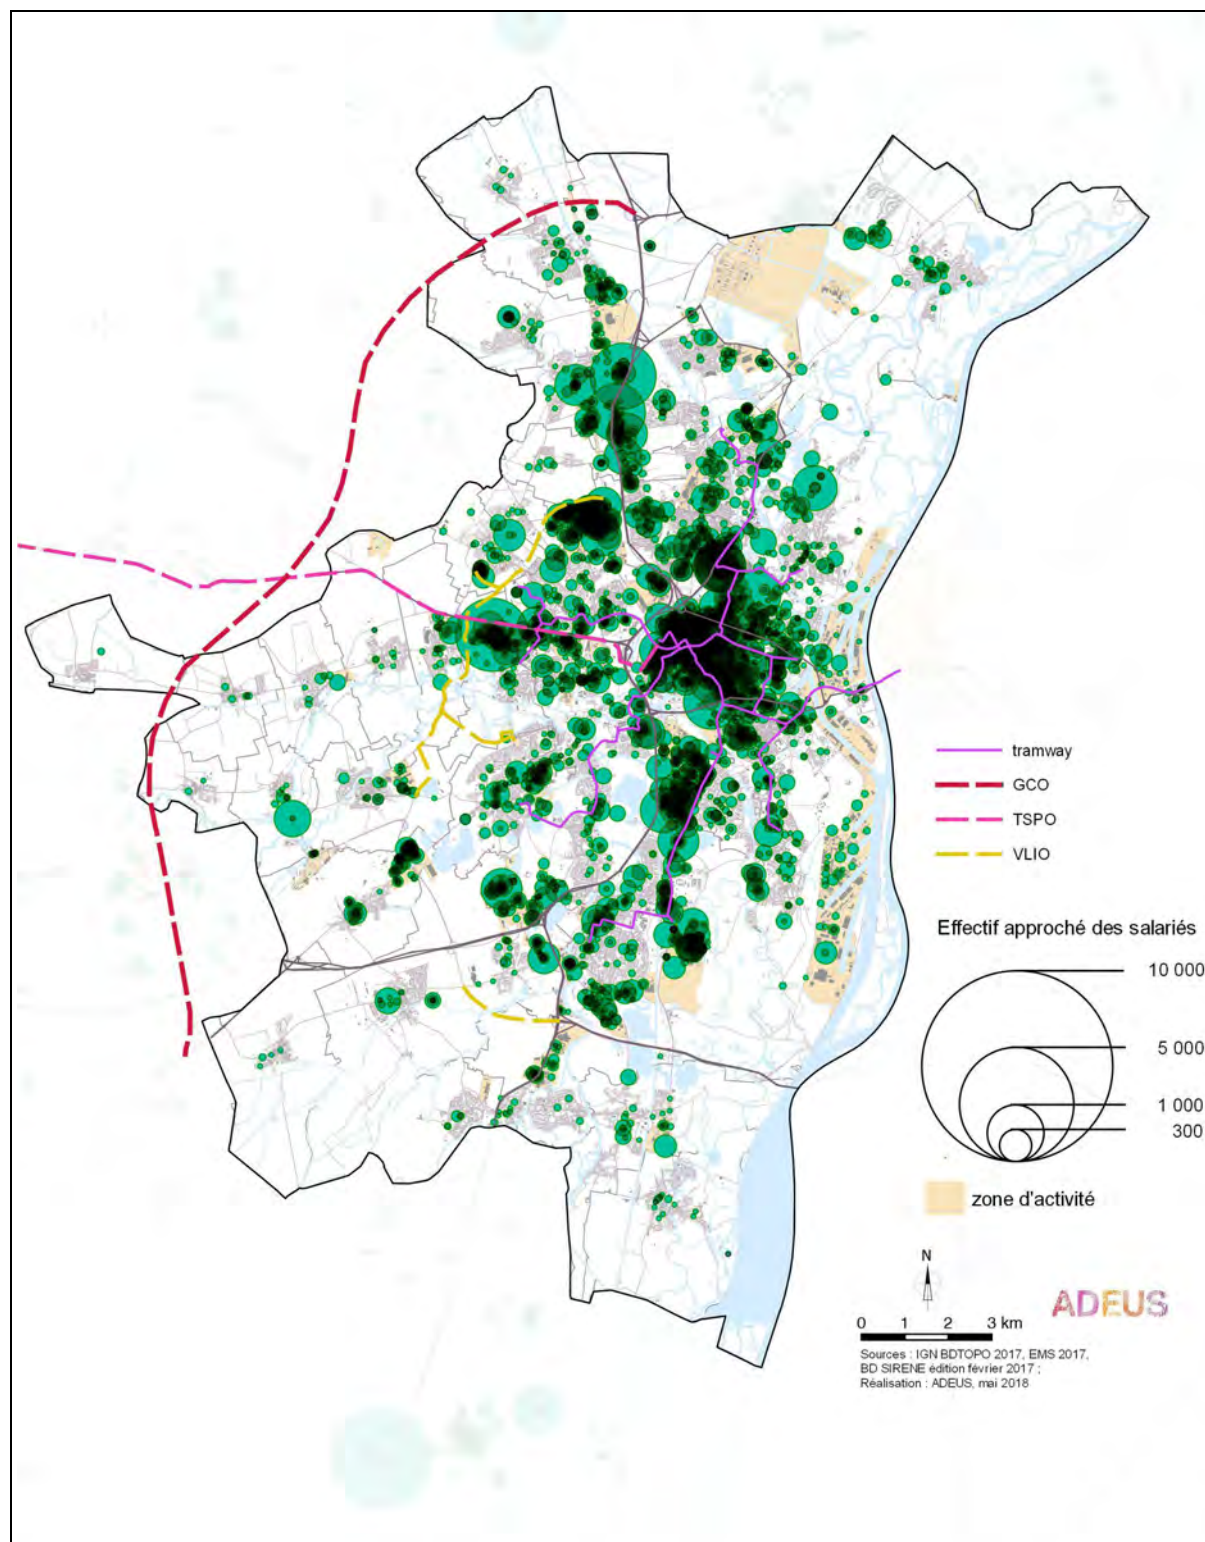 tramway
GCO
TSPO
VLIO
Effectif approché des salariés
10 000
5 000
1 000
300
zone d'activité
N
ADEUS
0 1 2 3 km
Sources : IGN BDTOPO 2017, EMS 2017,
BD SIRENE édition février 2017 ;
Réalisation : ADEUS, mai 2018